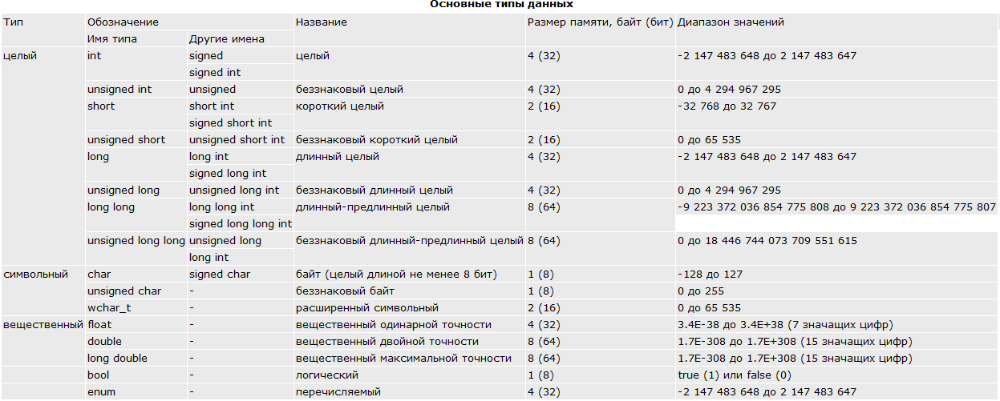 Основные типы данных
Тип Обозначение Название Размер памяти, байт (бит) Диапазон значений
Имя типа Другие имена
целый int signed целый 4 (32) -2 147 483 648 до 2 147 483 647
signed int
unsigned int unsigned беззнаковый целый 4 (32) 0 до 4 294 967 295
short short int короткий целый 2 (16) -32 768 до 32 767
signed short int
unsigned short unsigned short int беззнаковый короткий целый 2 (16) 0 до 65 535
long long int длинный целый 4 (32) -2 147 483 648 до 2 147 483 647
signed long int
unsigned long unsigned long int беззнаковый длинный целый 4 (32) 0 до 4 294 967 295
long long long long int длинный-предлинный целый 8 (64) -9 223 372 036 854 775 808 до 9 223 372 036 854 775 807
signed long long int
unsigned long long unsigned long беззнаковый длинный-предлинный целый 8 (64) 0 до 18 446 744 073 709 551 615
long int
символьный char signed char байт (целый длиной не менее 8 бит) 1 (8) -128 до 127
unsigned char - беззнаковый байт 1 (8) 0 до 255
wchar_t - расширенный символьный 2 (16) 0 до 65 535
вещественный float - вещественный одинарной точности 4 (32) 3.4E-38 до 3.4E+38 (7 значащих цифр)
double - вещественный двойной точности 8 (64) 1.7E-308 до 1.7E+308 (15 значащих цифр)
long double - вещественный максимальной точности 8 (64) 1.7E-308 до 1.7E+308 (15 значащих цифр)
bool - логический 1 (8) true (1) или false (0)
enum - перечисляемый 4 (32) -2 147 483 648 до 2 147 483 647